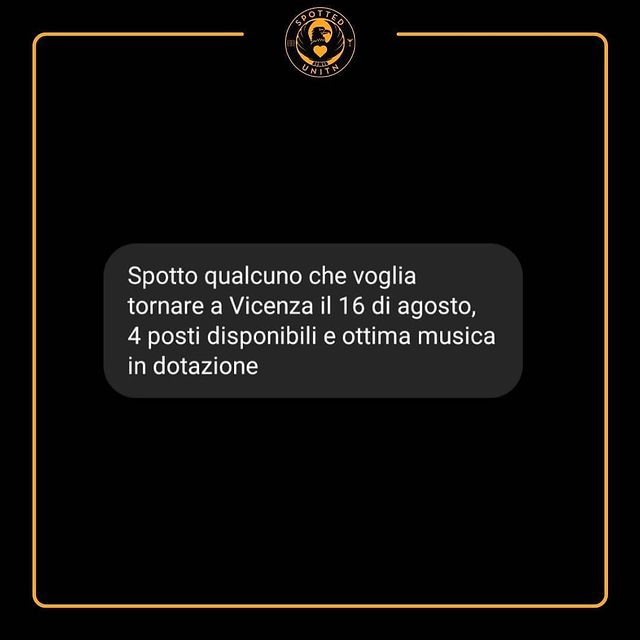 SPOTTED
UNITN
Spotto qualcuno che voglia
tornare a Vicenza il 16 di agosto,
4 posti disponibili e ottima musica
in dotazione